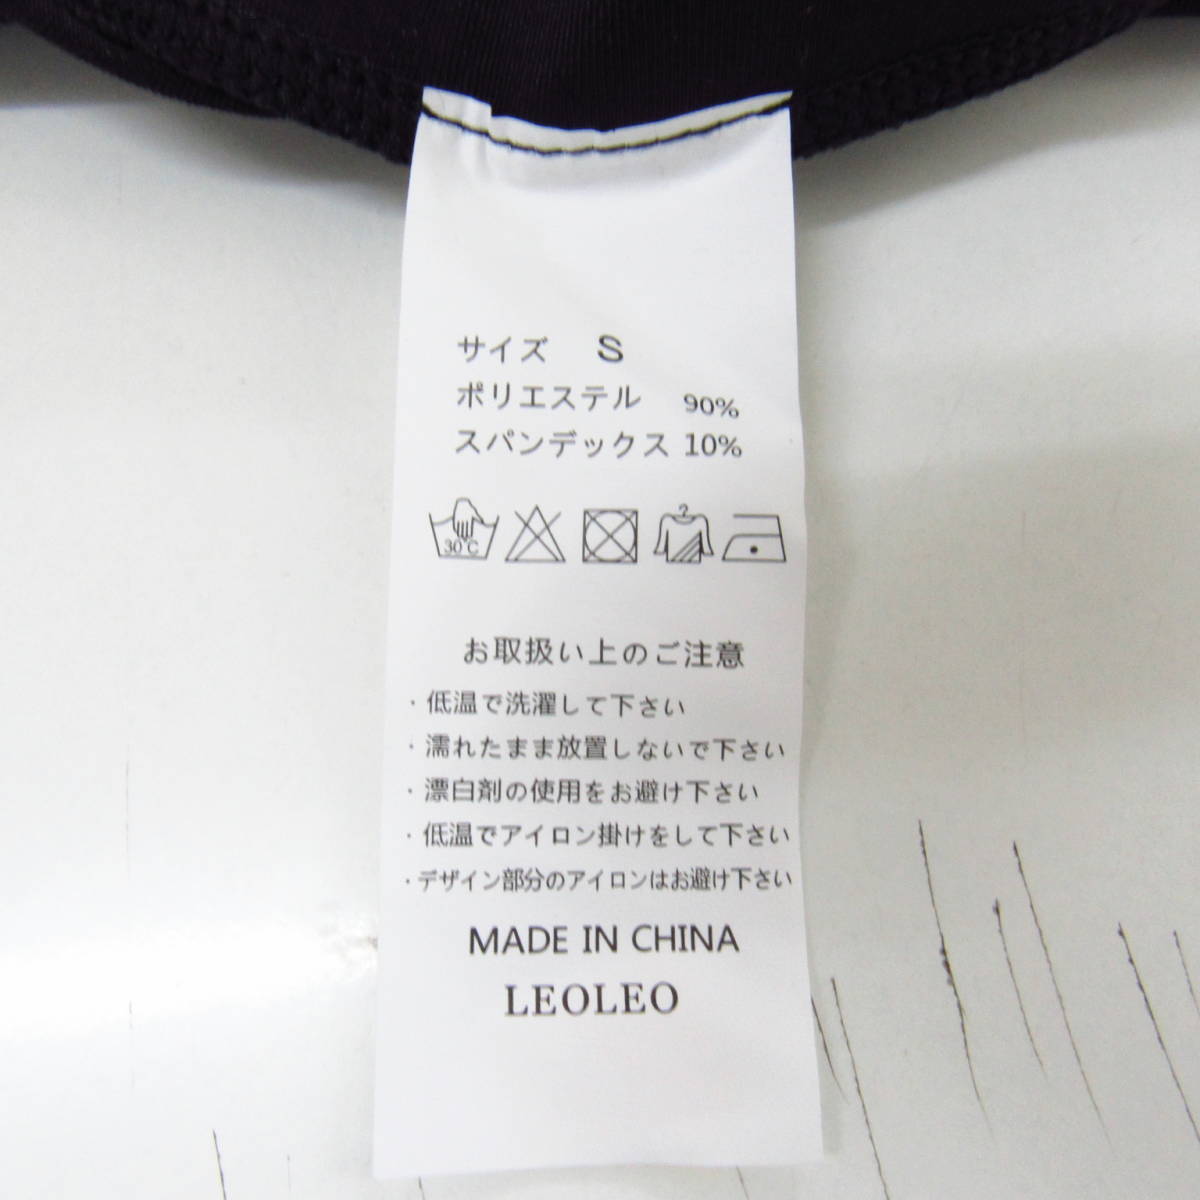 サイズ S
ポリエステル 90%
スパンデックス 10%
30℃
お取扱い上のご注意
・低温で洗濯して下さい
・濡れたまま放置しないで下さい
・漂白剤の使用をお避け下さい
・低温でアイロン掛けをして下さい
・デザイン部分のアイロンはお避け下さい
MADE IN CHINA
LEOLEO